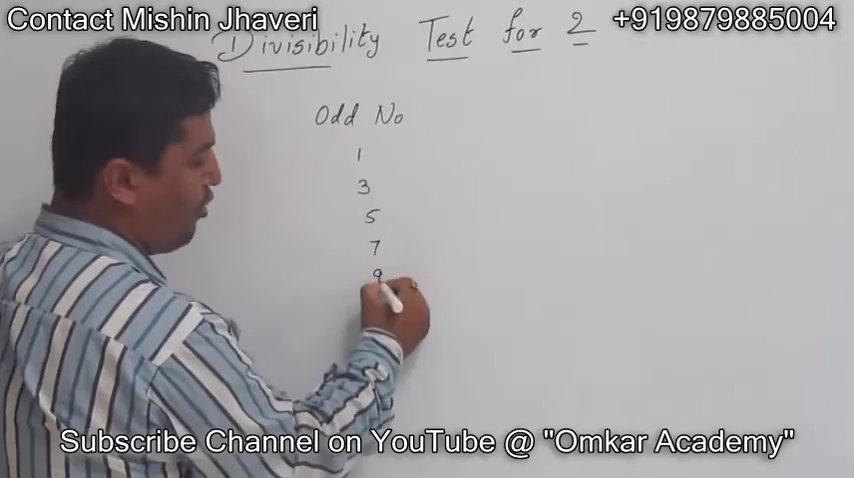 Contact Mishin Jhaveri
+919879885004
Divisibility Test for 2
Odd No
1
3
5
7
9
Subscribe Channel on YouTube @ "Omkar Academy"